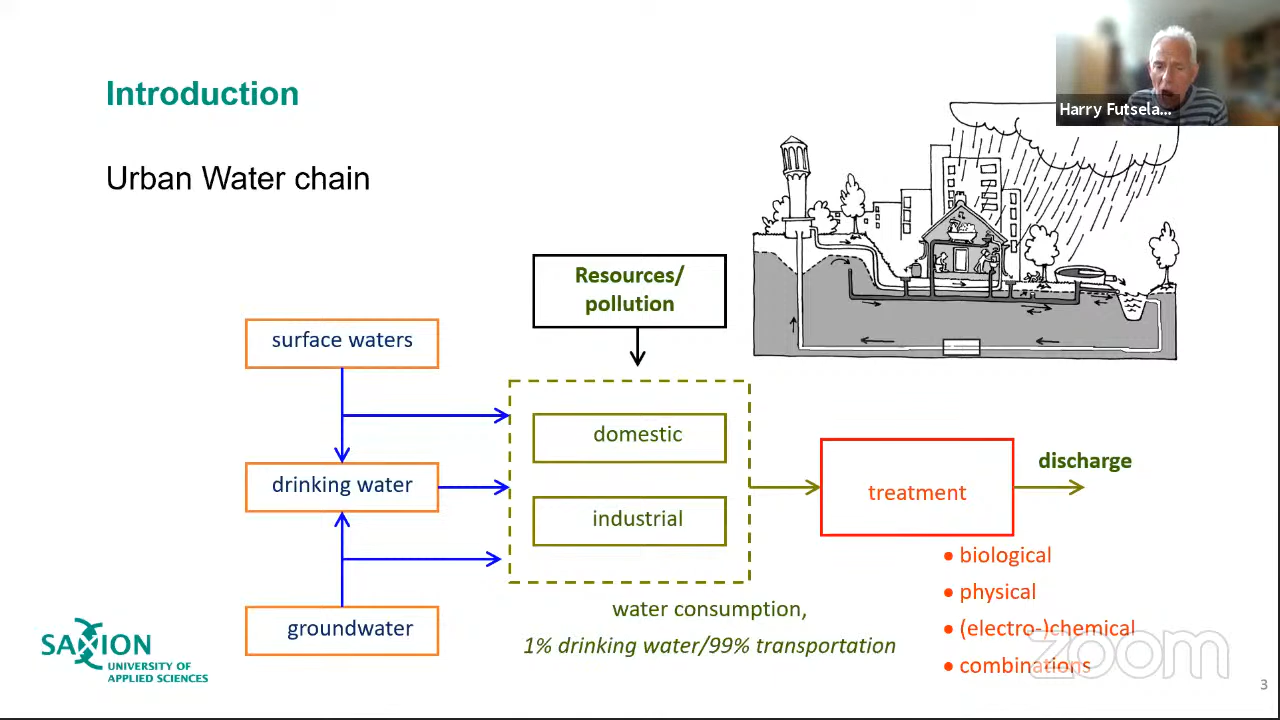 Introduction
Harry Futsela...
Urban Water chain
Resources/
pollution
surface waters
domestic
drinking water
industrial
treatment
discharge
groundwater
water consumption,
1% drinking water/99% transportation
• biological
• physical
• (electro-)chemical
• combinations
zoom
SAXION
UNIVERSITY OF
APPLIED SCIENCES
3